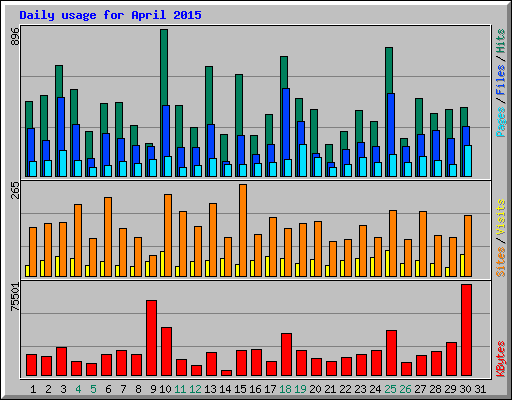 Daily usage for April 2015
896
Pages / Files / Hits
265
Sites / Visits
75501
KBytes
1 2 3 4 5 6 7 8 9 10 11 12 13 14 15 16 17 18 19 20 21 22 23 24 25 26 27 28 29 30 31